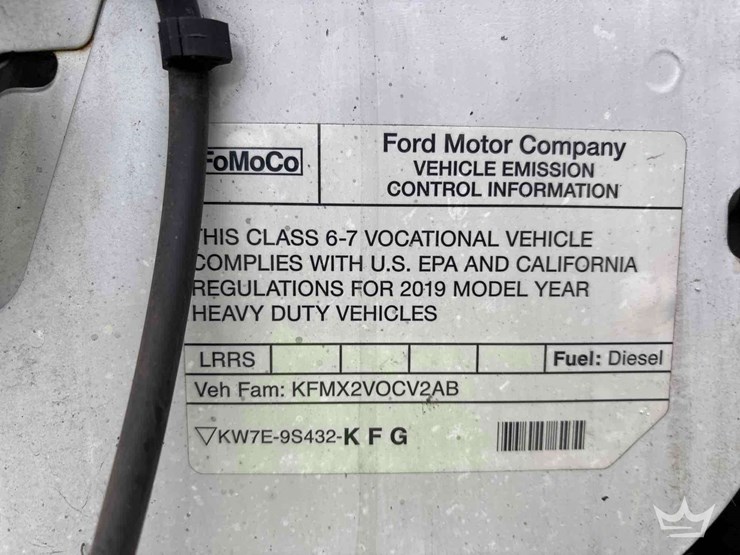 FoMoCo
Ford Motor Company
VEHICLE EMISSION
CONTROL INFORMATION
THIS CLASS 6-7 VOCATIONAL VEHICLE
COMPLIES WITH U.S. EPA AND CALIFORNIA
REGULATIONS FOR 2019 MODEL YEAR
HEAVY DUTY VEHICLES
LRRS Fuel: Diesel
Veh Fam: KFMX2VOCV2AB
▽KW7E-9S432-K F G